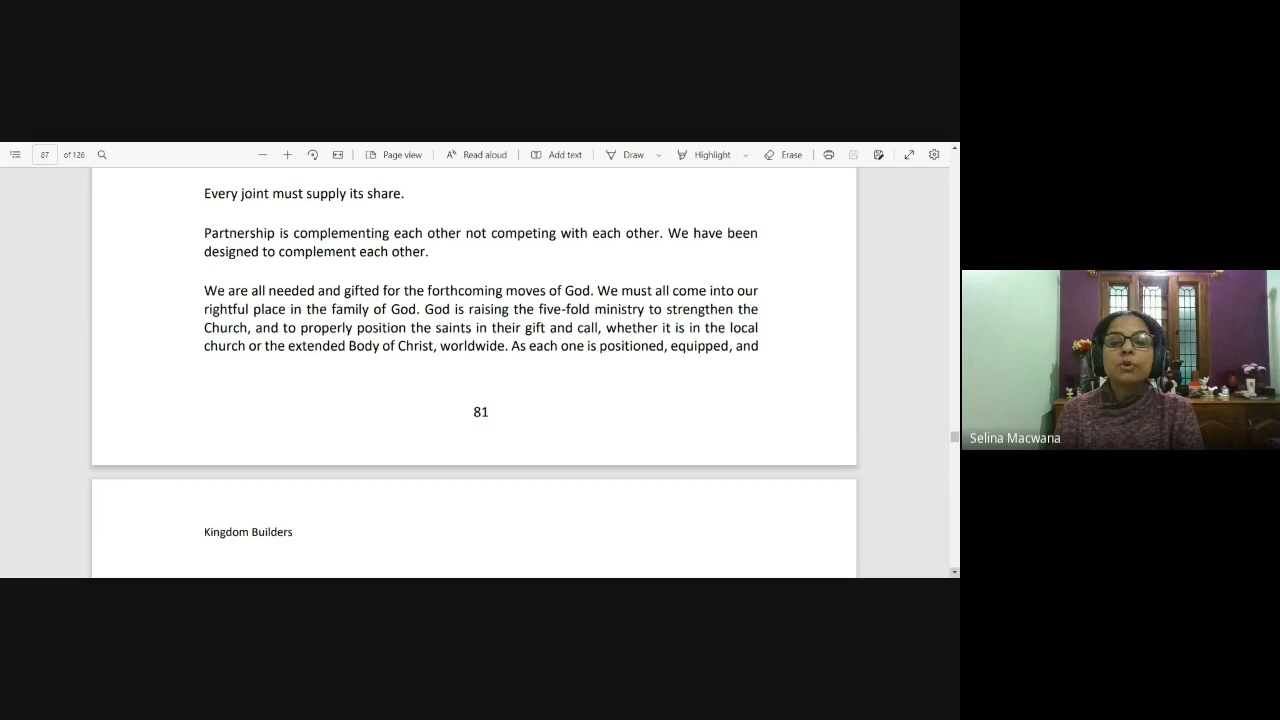 87 of 126 Page view Read aloud Add text Draw Highlight Erase
Every joint must supply its share.
Partnership is complementing each other not competing with each other. We have been
designed to complement each other.
We are all needed and gifted for the forthcoming moves of God. We must all come into our
rightful place in the family of God. God is raising the five-fold ministry to strengthen the
Church, and to properly position the saints in their gift and call, whether it is in the local
church or the extended Body of Christ, worldwide. As each one is positioned, equipped, and
81
Kingdom Builders
Selina Macwana